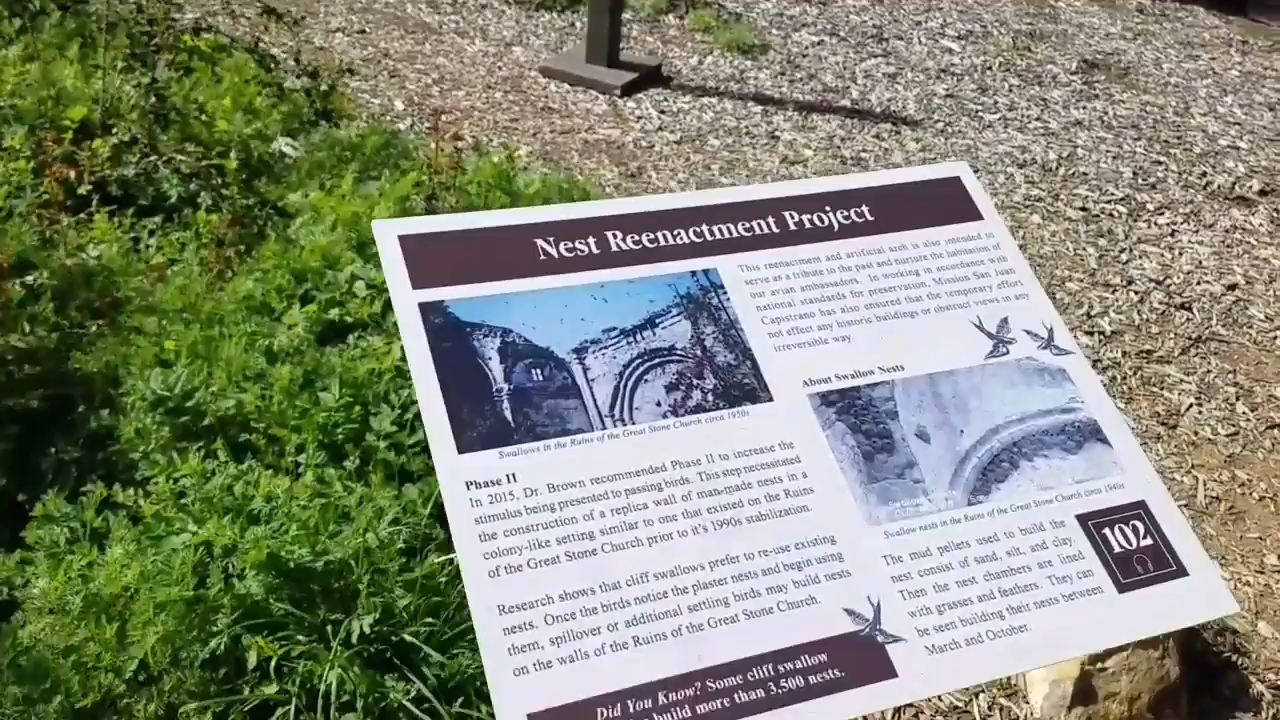 Nest Reenactment Project
Swallows in the Ruins of the Great Stone Church circa 1950s
Phase II
In 2015, Dr. Brown recommended Phase II to increase the
stimulus being presented to passing birds. This step necessitated
the construction of a replica wall of man-made nests in a
colony-like setting similar to one that existed on the Ruins
of the Great Stone Church prior to it's 1990s stabilization.
Research shows that cliff swallows prefer to re-use existing
nests. Once the birds notice the plaster nests and begin using
them, spillover or additional settling birds may build nests
on the walls of the Ruins of the Great Stone Church.
Did You Know? Some cliff swallow
build more than 3,500 nests.
This reenactment and artificial arch is also intended to
serve as a tribute to the past and nurture the habitation of
our avian ambassadors. In working in accordance with
national standards for preservation, Mission San Juan
Capistrano has also ensured that the temporary effort
not effect any historic buildings or obstruct views in any
irreversible way.
About Swallow Nests
Swallow nests in the Ruins of the Great Stone Church circa 1940s
The mud pellets used to build the
nest consist of sand, silt, and clay.
Then the nest chambers are lined
with grasses and feathers. They can
be seen building their nests between
March and October.
102